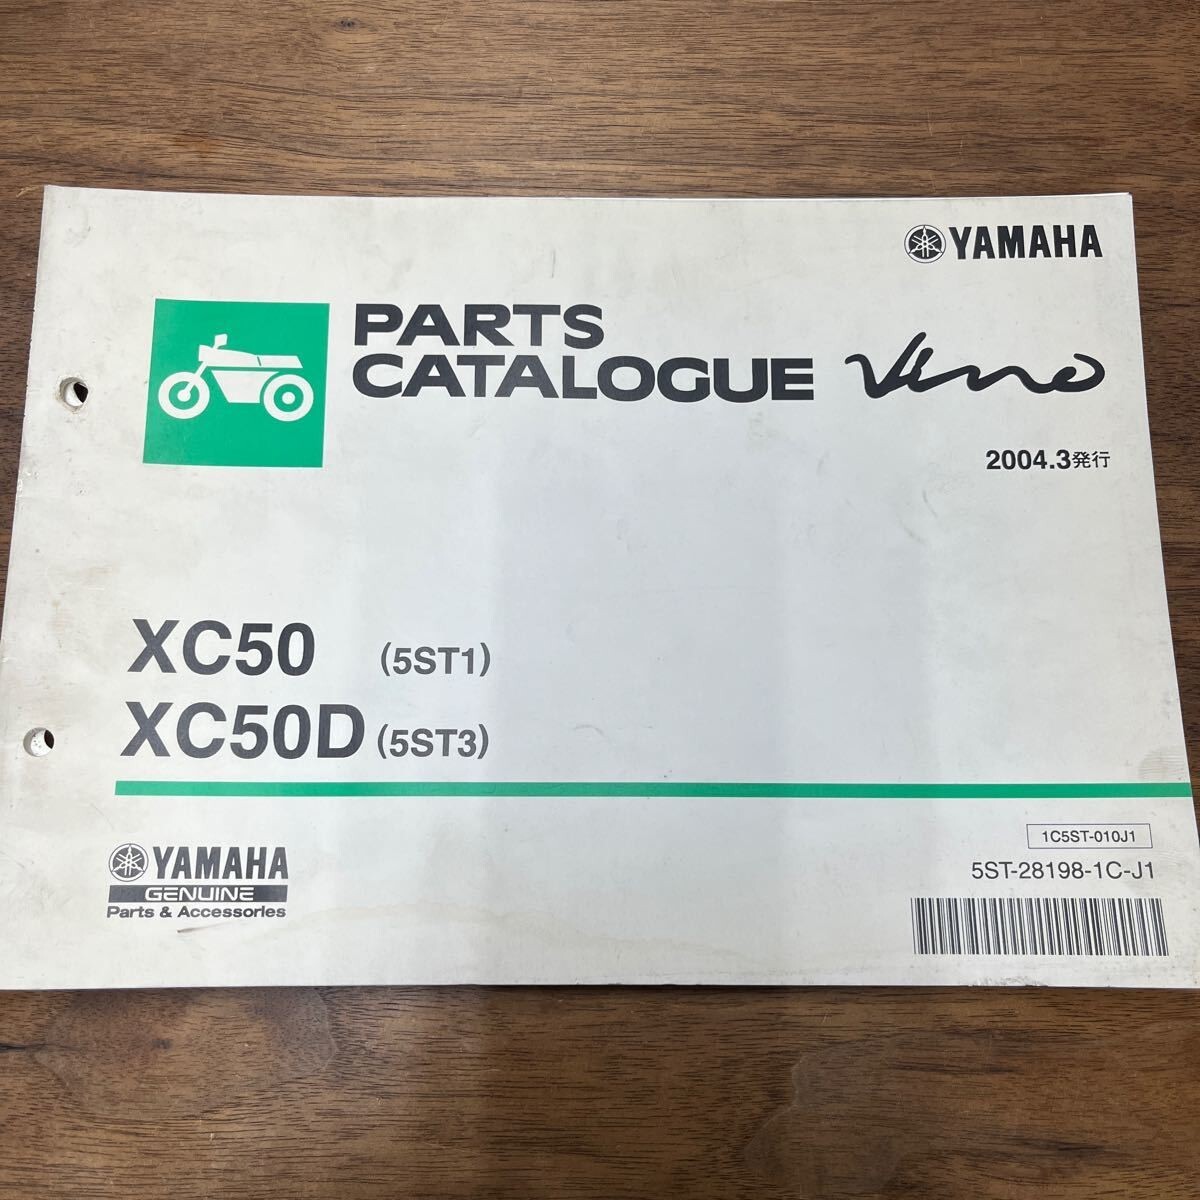 YAMAHA
PARTS
CATALOGUE Vino
2004.3発行
XC50 (5ST1)
XC50D (5ST3)
YAMAHA
GENUINE
Parts & Accessories
1C5ST-010J1
5ST-28198-1C-J1